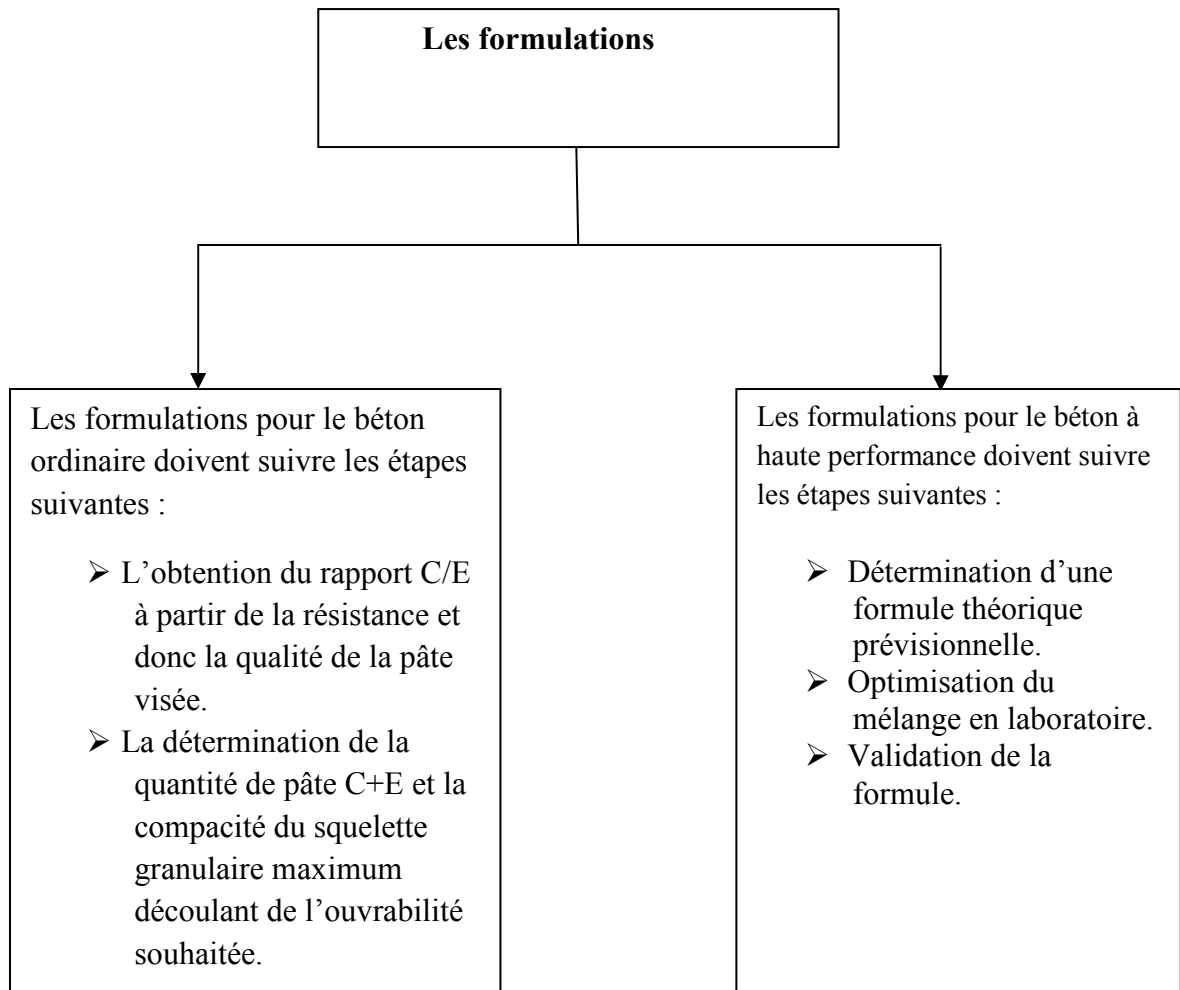 Les formulations
Les formulations pour le béton
ordinaire doivent suivre les étapes
suivantes :
➢ L’obtention du rapport C/E
à partir de la résistance et
donc la qualité de la pâte
visée.
➢ La détermination de la
quantité de pâte C+E et la
compacité du squelette
granulaire maximum
découlant de l’ouvrabilité
souhaitée.
Les formulations pour le béton à
haute performance doivent suivre
les étapes suivantes :
➢ Détermination d’une
formule théorique
prévisionnelle.
➢ Optimisation du
mélange en laboratoire.
➢ Validation de la
formule.